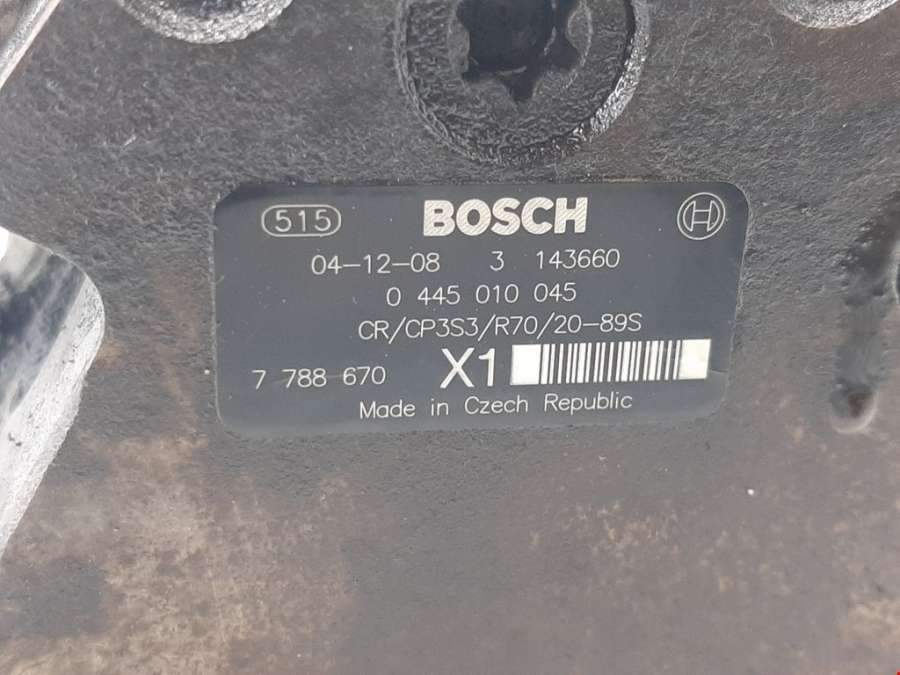 515 BOSCH
04-12-08 3 143660
0 445 010 045
CR/CP3S3/R70/20-89S
7 788 670 X1
Made in Czech Republic